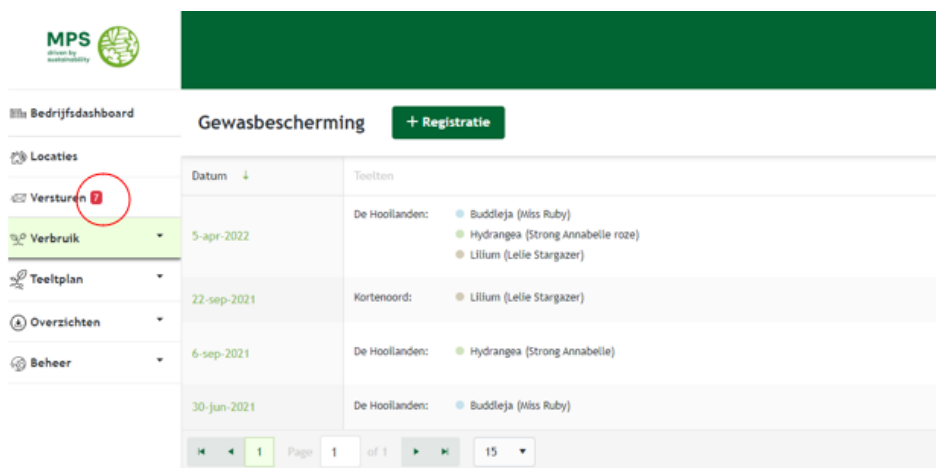 MPS
driven by
sustainability
Bedrijfsdashboard
Locaties
Versturen 7
Verbruik
Teeltplan
Overzichten
Beheer
Gewasbescherming + Registratie
Datum ↓ Teelten
5-apr-2022 De Hooilanden: Buddleja (Miss Ruby)
Hydrangea (Strong Annabelle roze)
Lilium (Lelie Stargazer)
22-sep-2021 Kortenoord: Lilium (Lelie Stargazer)
6-sep-2021 De Hooilanden: Hydrangea (Strong Annabelle)
30-jun-2021 De Hooilanden: Buddleja (Miss Ruby)
1 Page 1 of 1 15